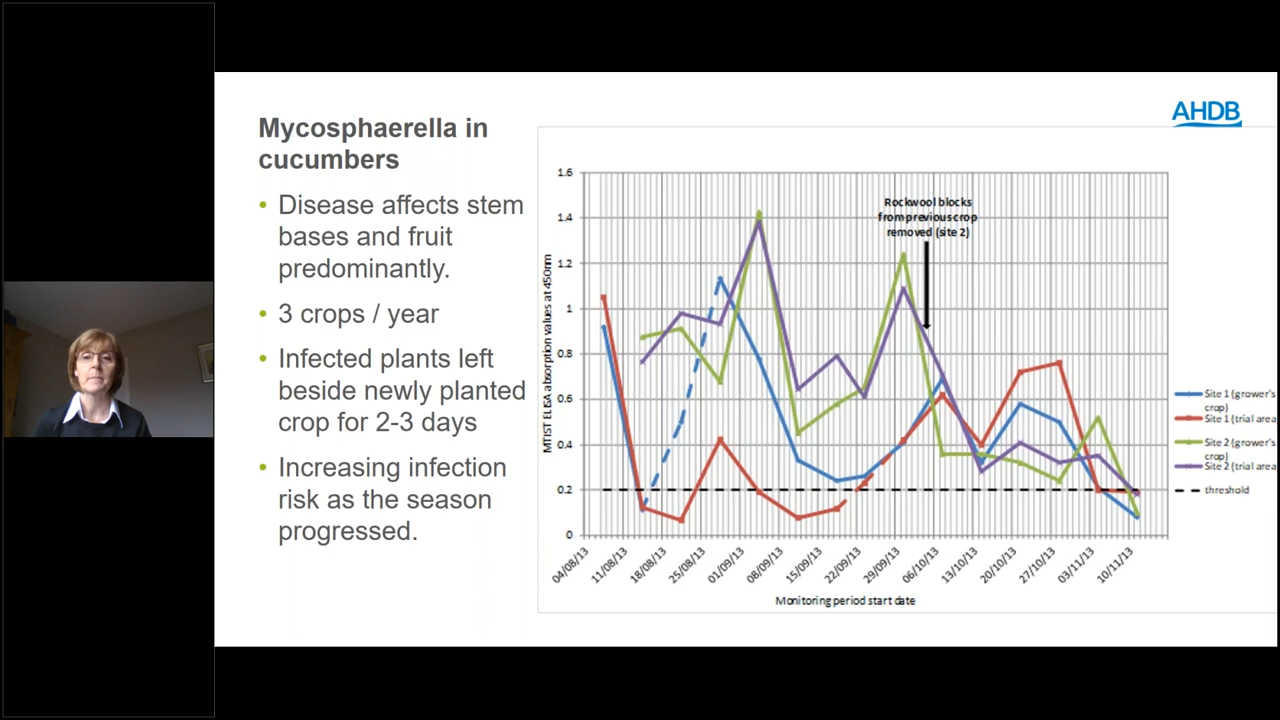 AHDB
Mycosphaerella in
cucumbers
• Disease affects stem
bases and fruit
predominantly.
• 3 crops / year
• Infected plants left
beside newly planted
crop for 2-3 days
• Increasing infection
risk as the season
progressed.
MTIST ELISA absorption values at 450nm
1.6
1.4
1.2
1
0.8
0.6
0.4
0.2
0
Rockwool blocks
from previous crop
removed (site 2)
04/08/13
11/08/13
18/08/13
25/08/13
01/09/13
08/09/13
15/09/13
22/09/13
29/09/13
06/10/13
13/10/13
20/10/13
27/10/13
03/11/13
10/11/13
Monitoring period start date
Site 1 (grower's
crop)
Site 1 (trial area
Site 2 (grower's
crop)
Site 2 (trial area
threshold